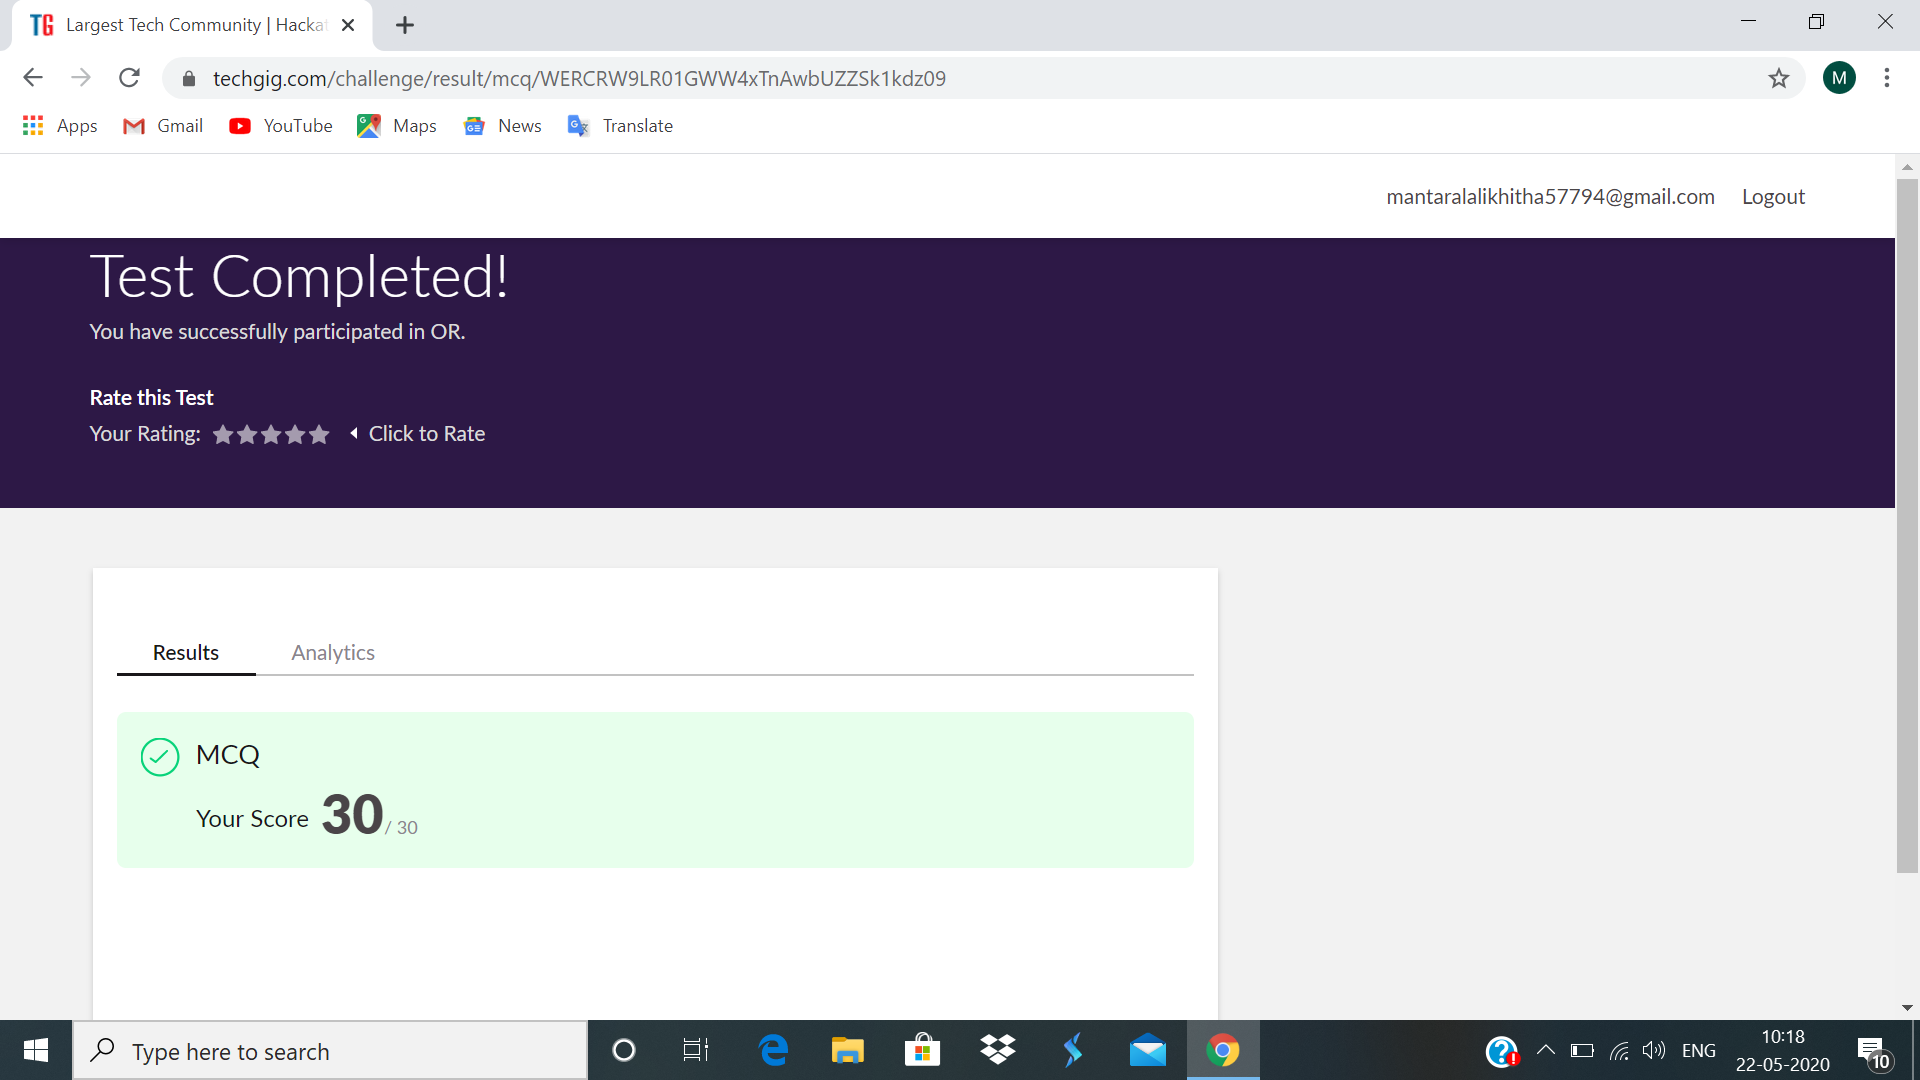 TG Largest Tech Community | Hacka
techgig.com/challenge/result/mcq/WERCRW9LR01GWW4xTnAwbUZZSk1kdz09
M
Apps Gmail YouTube Maps News Translate
mantaralalikhitha57794@gmail.com Logout
Test Completed!
You have successfully participated in OR.
Rate this Test
Your Rating: Click to Rate
Results Analytics
MCQ
Your Score 30 / 30
Type here to search
ENG
10:18
22-05-2020
10